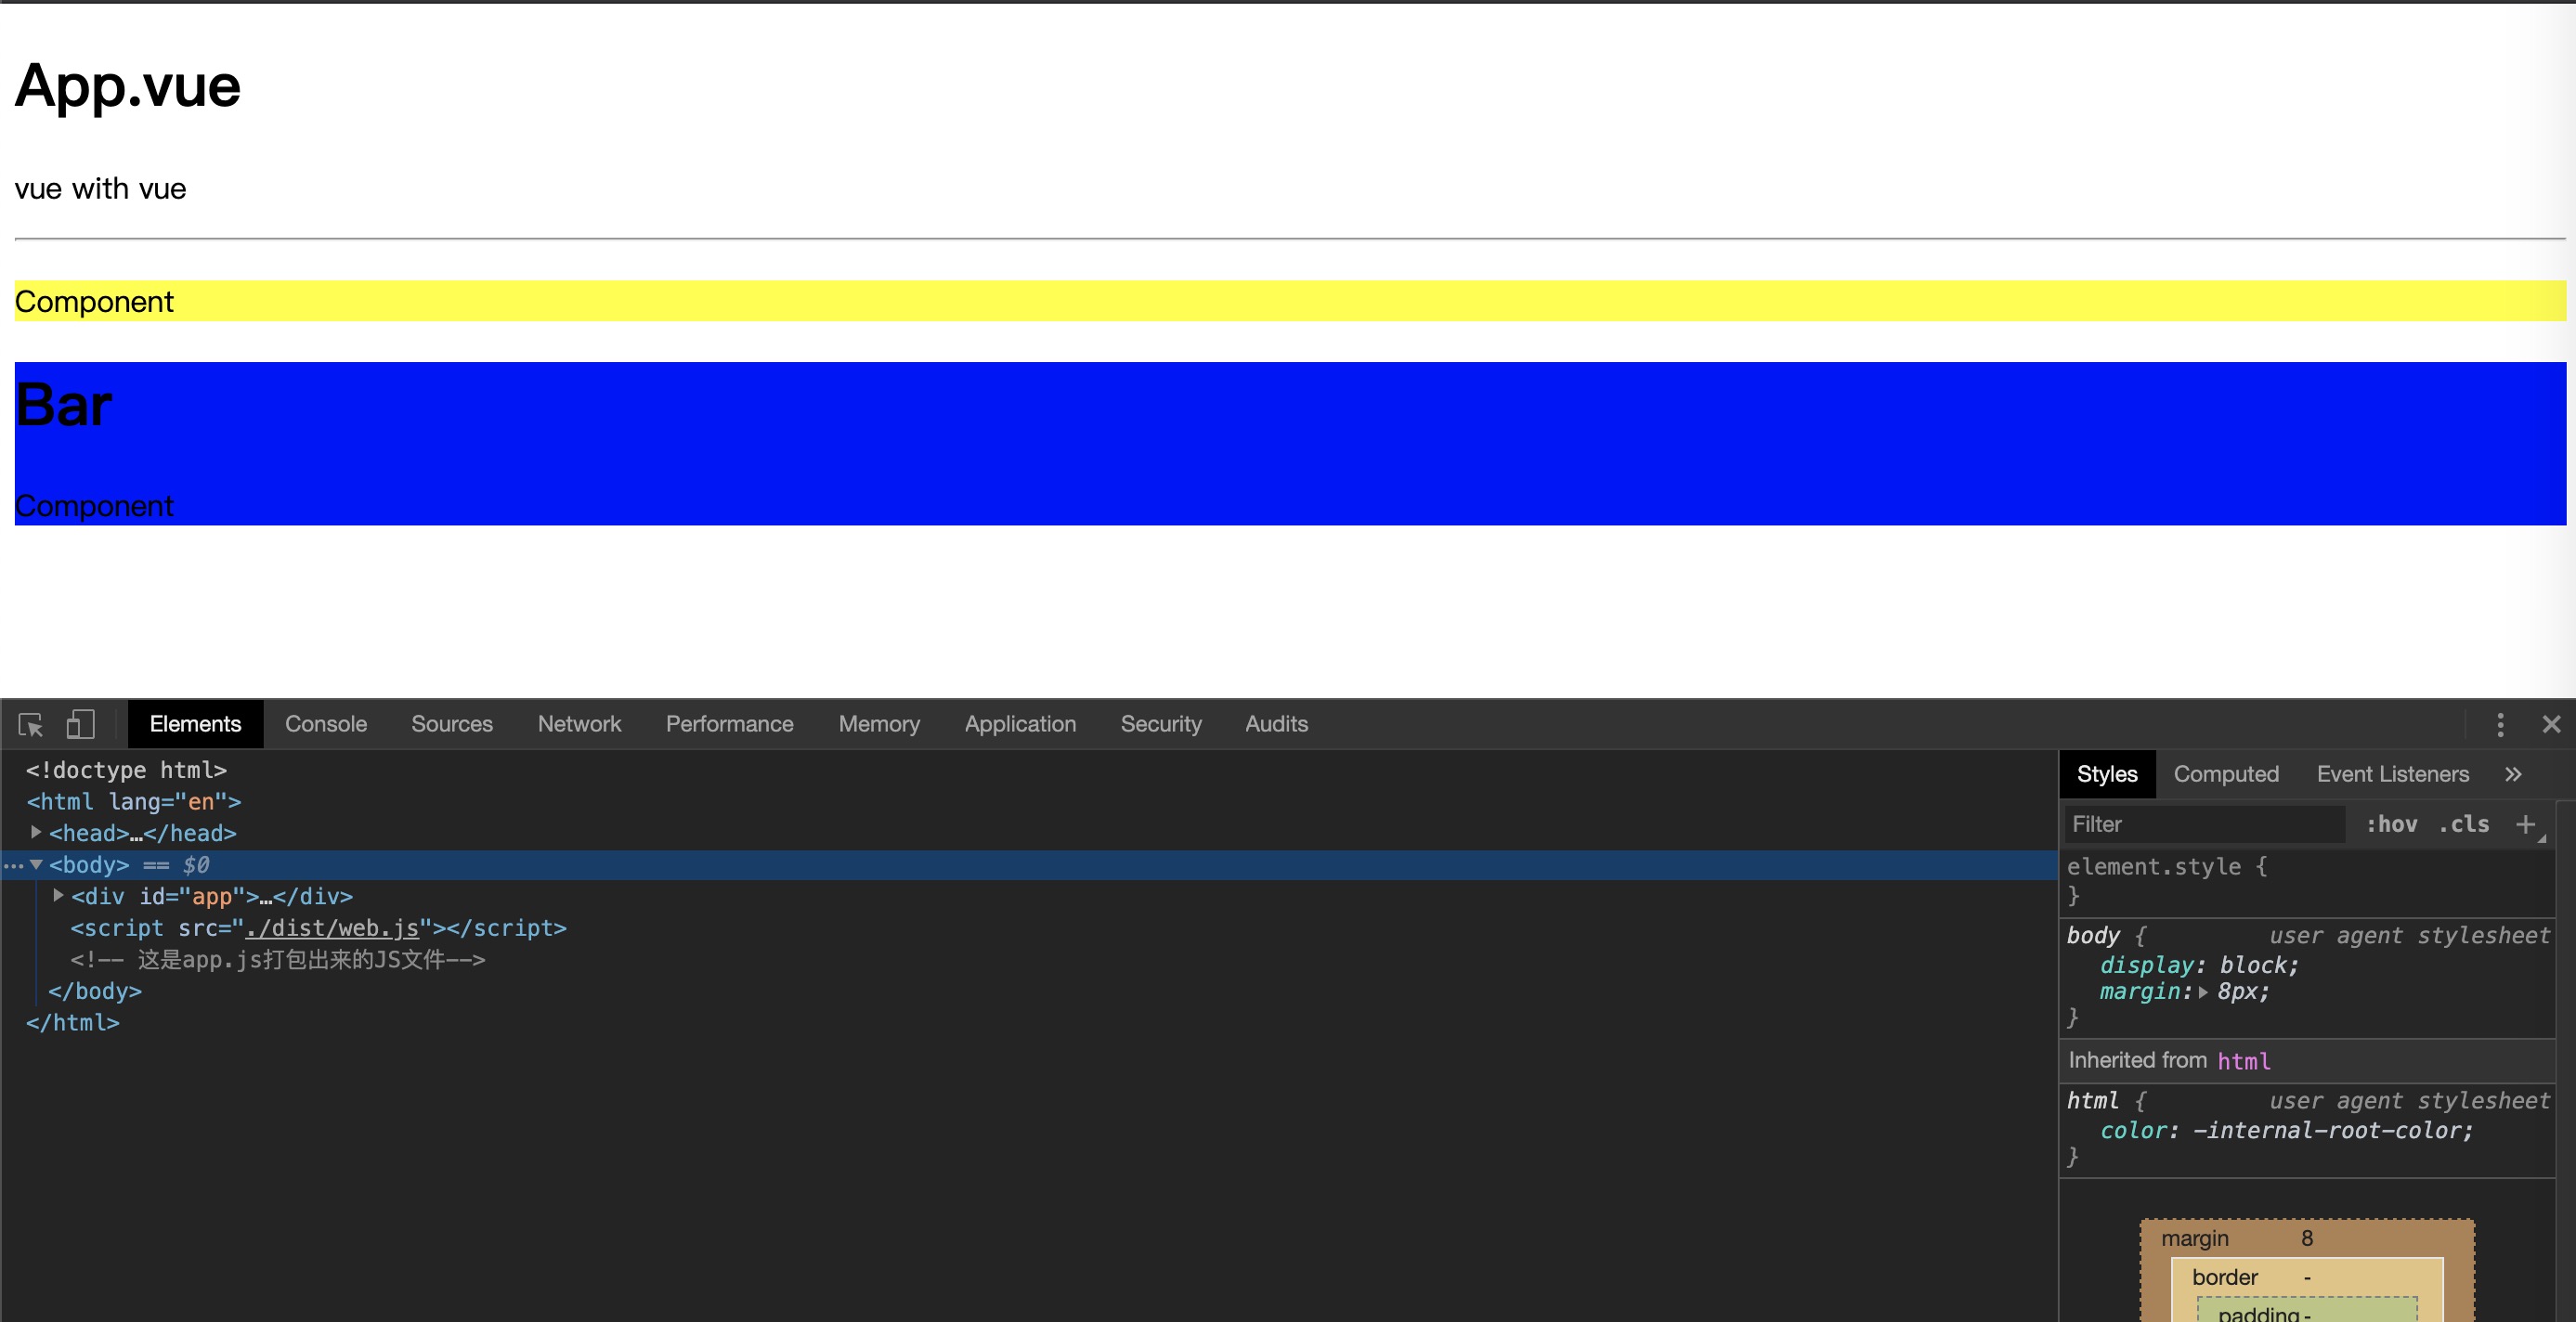 App.vue
vue with vue
Component
Bar
Component
Elements Console Sources Network Performance Memory Application Security Audits
<!doctype html>
<html lang="en">
<head>…</head>
<body> == $0
<div id="app">…</div>
<script src="./dist/web.js"></script>
<!-- 这是app.js打包出来的JS文件-->
</body>
</html>
Styles Computed Event Listeners »
Filter :hov .cls +
element.style {
}
body { user agent stylesheet
display: block;
margin: 8px;
}
Inherited from html
html { user agent stylesheet
color: -internal-root-color;
}
margin 8
border -
padding -